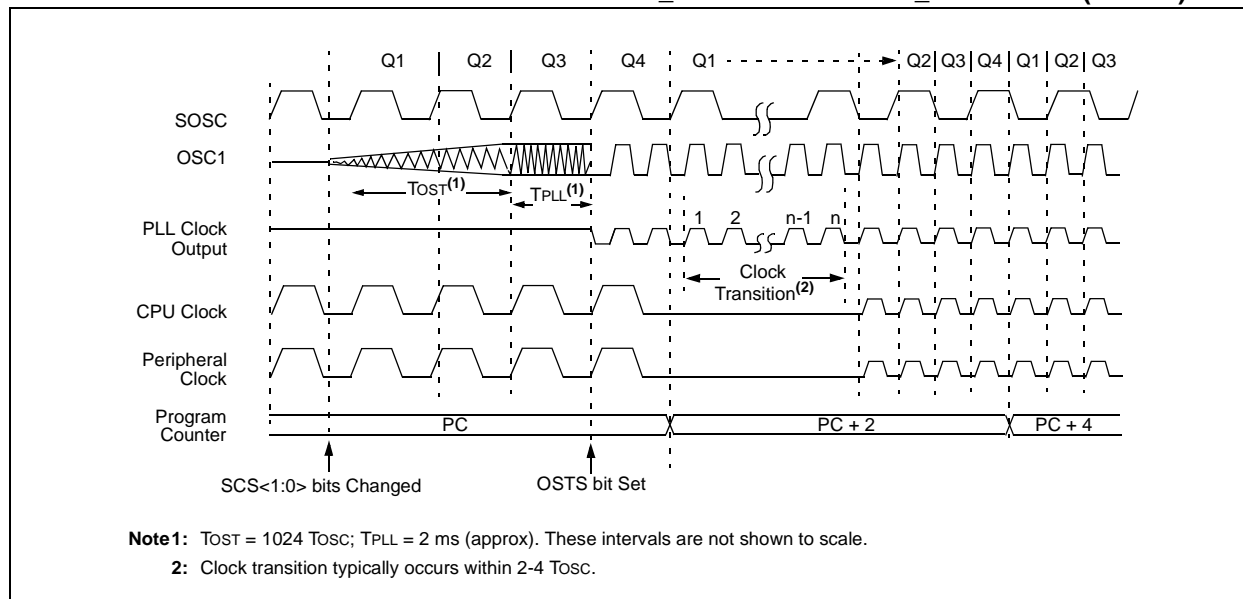 Q1 Q2 Q3 Q4 Q1 Q2 Q3 Q4 Q1 Q2 Q3
SOSC
OSC1
TOST(1)
TPLL(1)
PLL Clock
Output
1 2 n-1 n
Clock
Transition(2)
CPU Clock
Peripheral
Clock
Program
Counter
PC PC + 2 PC + 4
SCS<1:0> bits Changed
OSTS bit Set
Note1: TOST = 1024 TOSC; TPLL = 2 ms (approx). These intervals are not shown to scale.
2: Clock transition typically occurs within 2-4 TOSC.